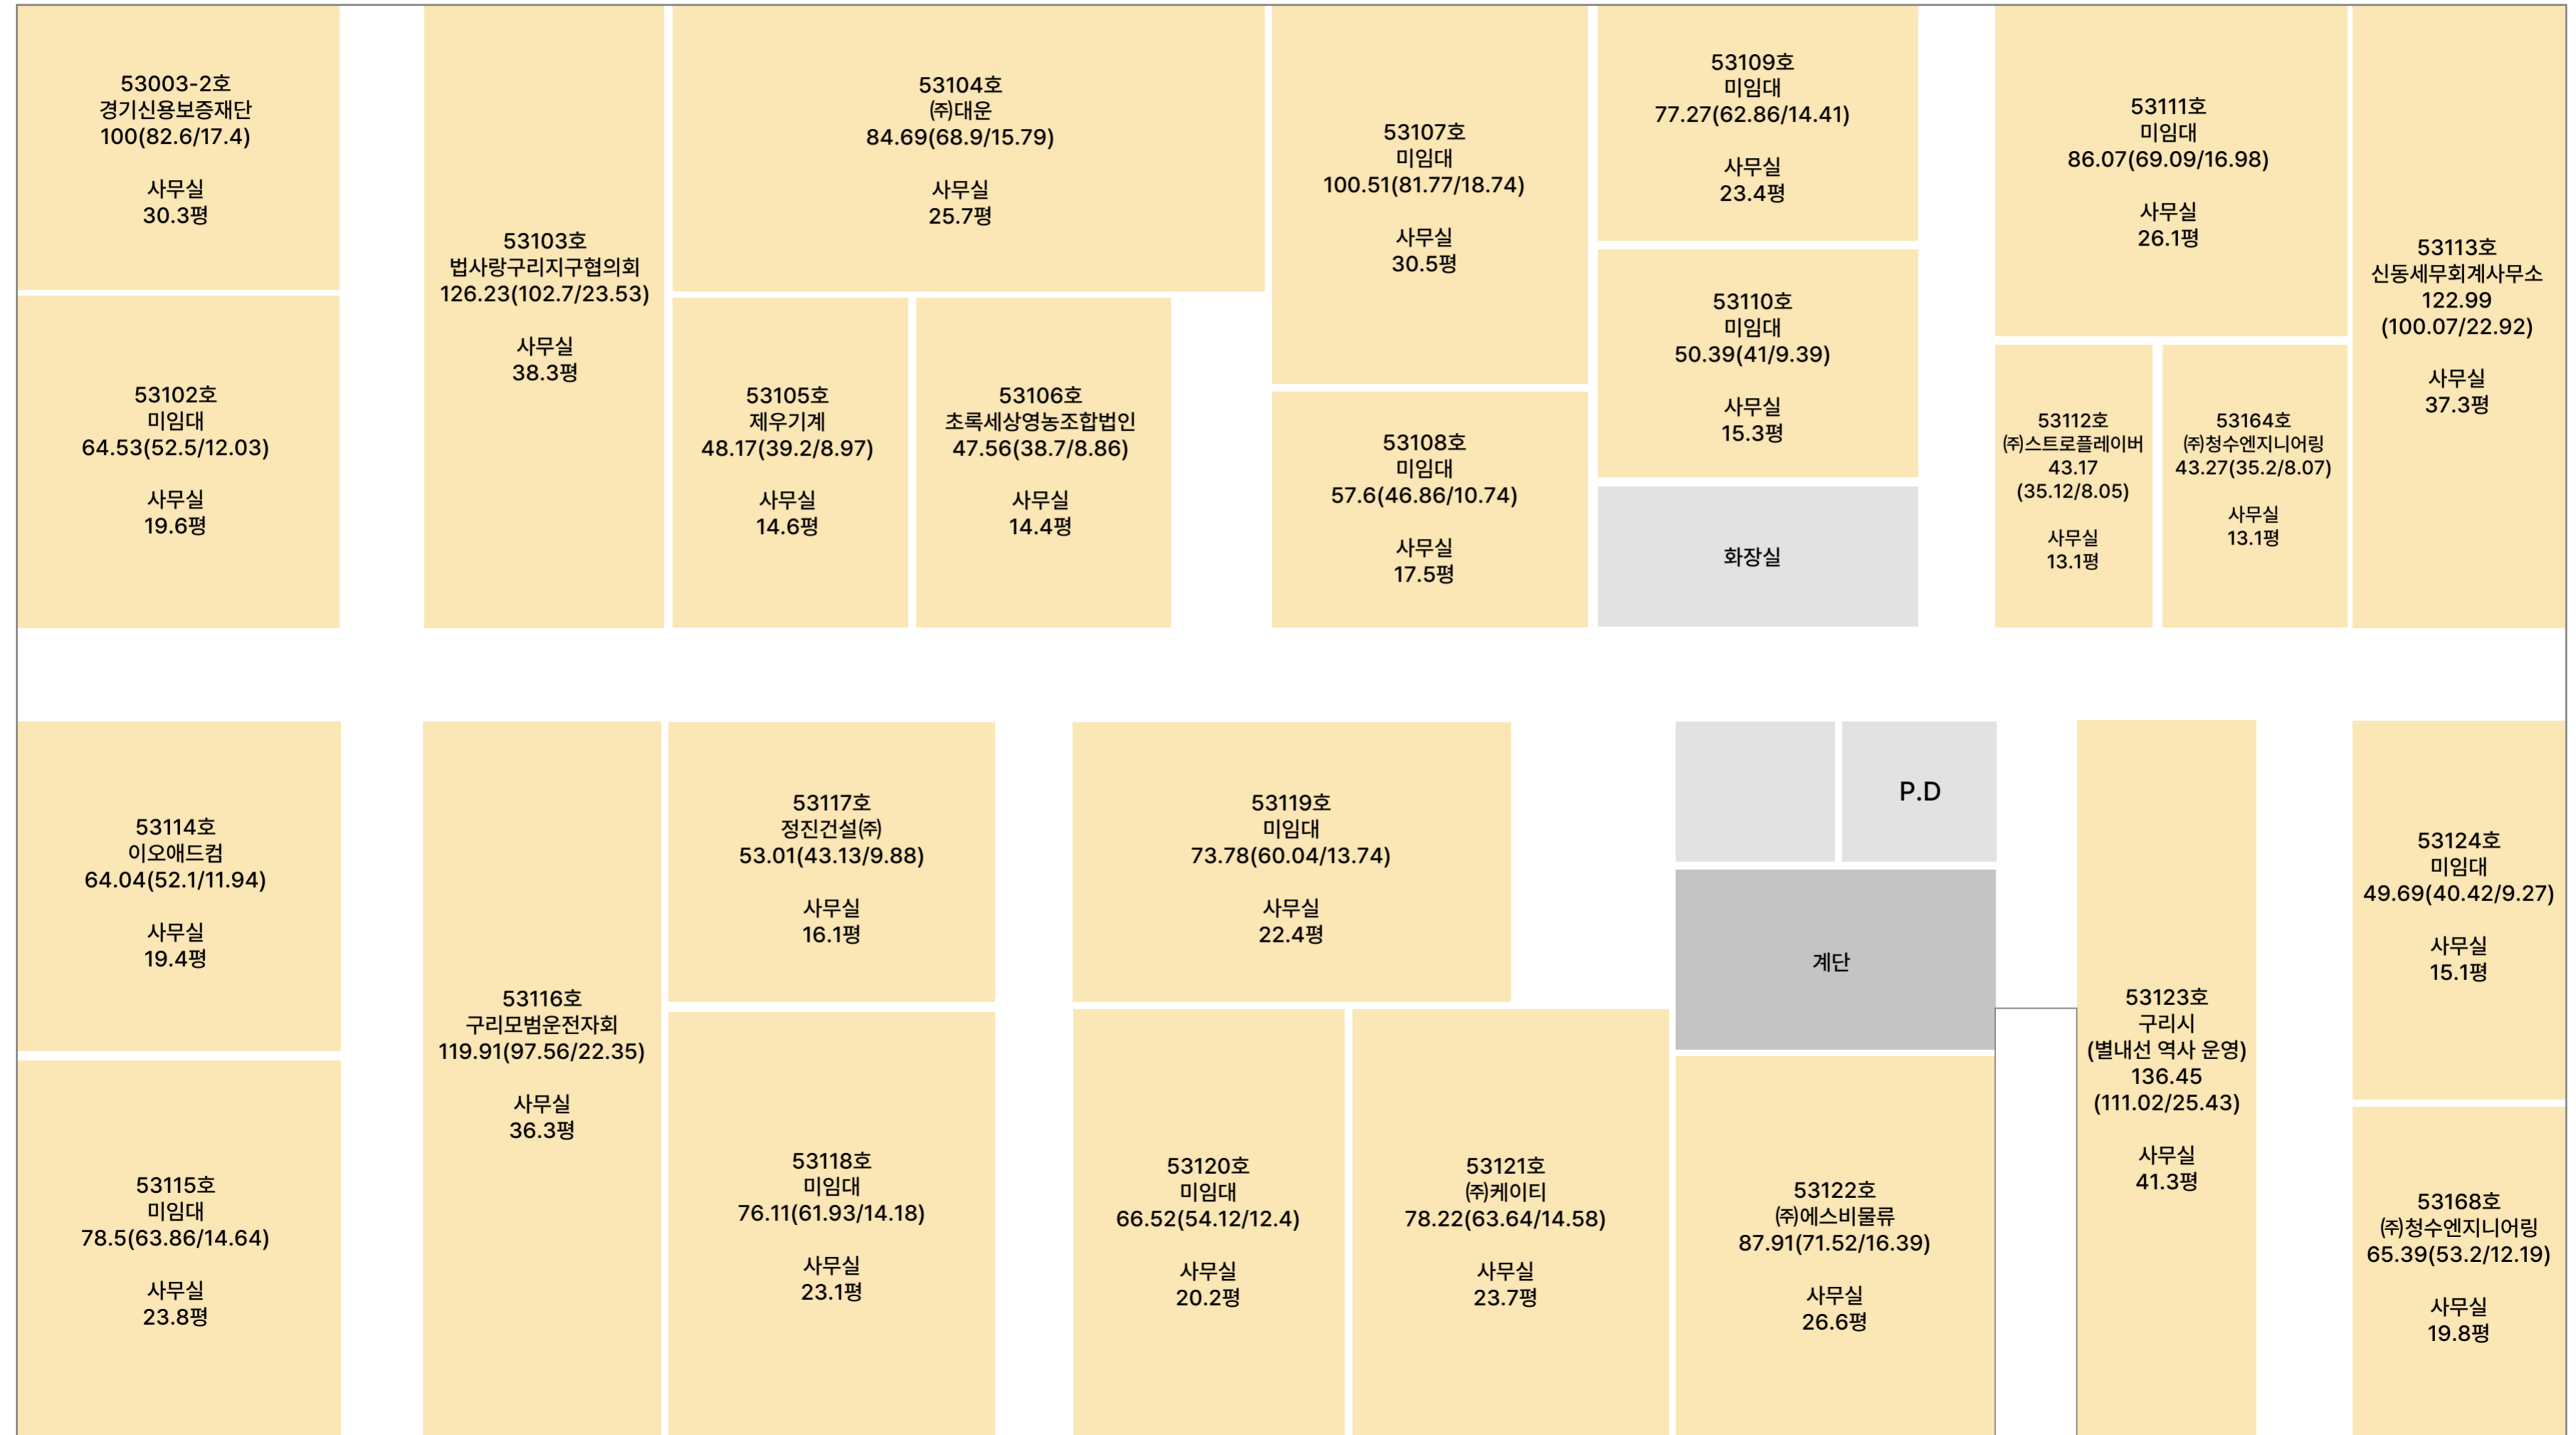 53003-2호
경기신용보증재단
100(82.6/17.4)
사무실
30.3평
53102호
미임대
64.53(52.5/12.03)
사무실
19.6평
53103호
법사랑구리지구협의회
126.23(102.7/23.53)
사무실
38.3평
53104호
㈜대운
84.69(68.9/15.79)
사무실
25.7평
53105호
제우기계
48.17(39.2/8.97)
사무실
14.6평
53106호
초록세상영농조합법인
47.56(38.7/8.86)
사무실
14.4평
53107호
미임대
100.51(81.77/18.74)
사무실
30.5평
53108호
미임대
57.6(46.86/10.74)
사무실
17.5평
53109호
미임대
77.27(62.86/14.41)
사무실
23.4평
53110호
미임대
50.39(41/9.39)
사무실
15.3평
화장실
53111호
미임대
86.07(69.09/16.98)
사무실
26.1평
53112호
㈜스트로플레이버
43.17
(35.12/8.05)
사무실
13.1평
53164호
㈜청수엔지니어링
43.27(35.2/8.07)
사무실
13.1평
53113호
신동세무회계사무소
122.99
(100.07/22.92)
사무실
37.3평
53114호
이오애드컴
64.04(52.1/11.94)
사무실
19.4평
53115호
미임대
78.5(63.86/14.64)
사무실
23.8평
53116호
구리모범운전자회
119.91(97.56/22.35)
사무실
36.3평
53117호
정진건설㈜
53.01(43.13/9.88)
사무실
16.1평
53118호
미임대
76.11(61.93/14.18)
사무실
23.1평
53119호
미임대
73.78(60.04/13.74)
사무실
22.4평
53120호
미임대
66.52(54.12/12.4)
사무실
20.2평
53121호
㈜케이티
78.22(63.64/14.58)
사무실
23.7평
P.D
계단
53122호
㈜에스비물류
87.91(71.52/16.39)
사무실
26.6평
53123호
구리시
(별내선 역사 운영)
136.45
(111.02/25.43)
사무실
41.3평
53124호
미임대
49.69(40.42/9.27)
사무실
15.1평
53168호
㈜청수엔지니어링
65.39(53.2/12.19)
사무실
19.8평